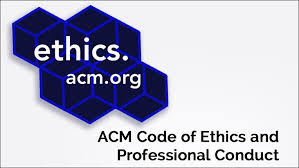 ethics.
acm.org
ACM Code of Ethics and
Professional Conduct